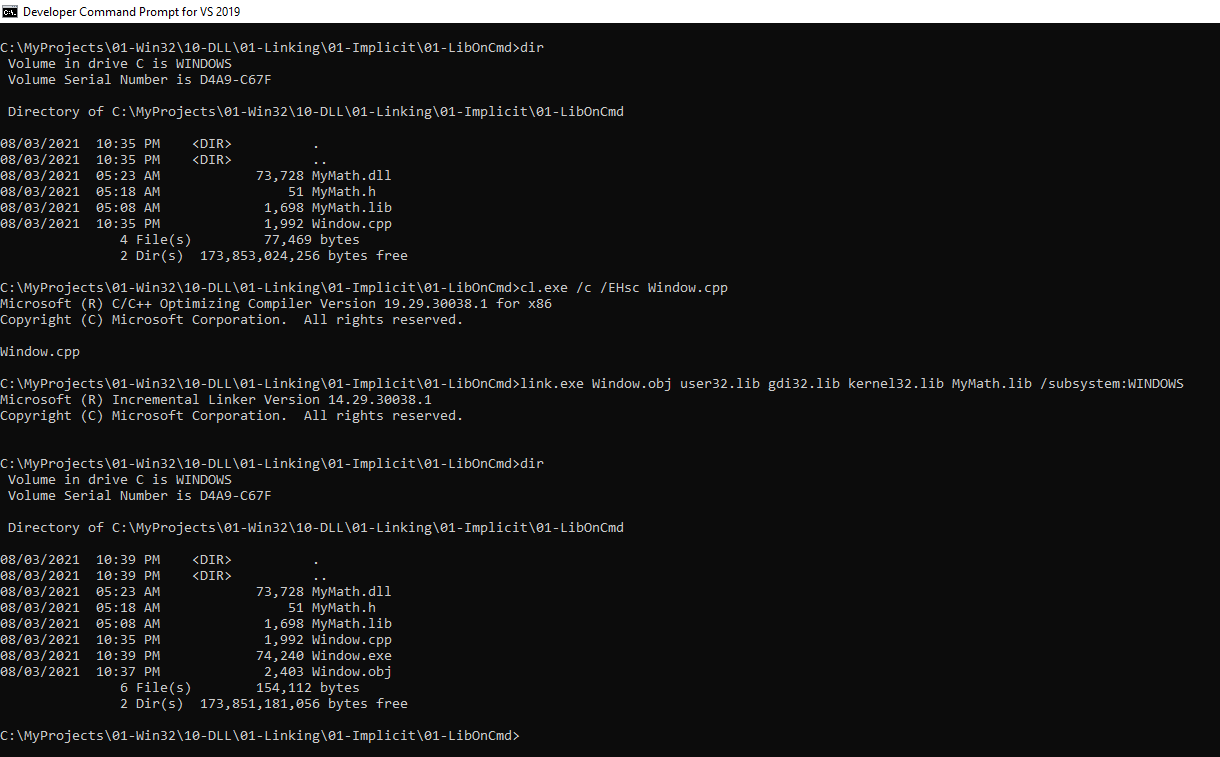 Developer Command Prompt for VS 2019
C:\MyProjects\01-Win32\10-DLL\01-Linking\01-Implicit\01-LibOnCmd>dir
 Volume in drive C is WINDOWS
 Volume Serial Number is D4A9-C67F

 Directory of C:\MyProjects\01-Win32\10-DLL\01-Linking\01-Implicit\01-LibOnCmd

08/03/2021  10:35 PM    <DIR>          .
08/03/2021  10:35 PM    <DIR>          ..
08/03/2021  05:23 AM            73,728 MyMath.dll
08/03/2021  05:18 AM                51 MyMath.h
08/03/2021  05:08 AM             1,698 MyMath.lib
08/03/2021  10:35 PM             1,992 Window.cpp
               4 File(s)         77,469 bytes
               2 Dir(s)  173,853,024,256 bytes free

C:\MyProjects\01-Win32\10-DLL\01-Linking\01-Implicit\01-LibOnCmd>cl.exe /c /EHsc Window.cpp
Microsoft (R) C/C++ Optimizing Compiler Version 19.29.30038.1 for x86
Copyright (C) Microsoft Corporation.  All rights reserved.

Window.cpp

C:\MyProjects\01-Win32\10-DLL\01-Linking\01-Implicit\01-LibOnCmd>link.exe Window.obj user32.lib gdi32.lib kernel32.lib MyMath.lib /subsystem:WINDOWS
Microsoft (R) Incremental Linker Version 14.29.30038.1
Copyright (C) Microsoft Corporation.  All rights reserved.


C:\MyProjects\01-Win32\10-DLL\01-Linking\01-Implicit\01-LibOnCmd>dir
 Volume in drive C is WINDOWS
 Volume Serial Number is D4A9-C67F

 Directory of C:\MyProjects\01-Win32\10-DLL\01-Linking\01-Implicit\01-LibOnCmd

08/03/2021  10:39 PM    <DIR>          .
08/03/2021  10:39 PM    <DIR>          ..
08/03/2021  05:23 AM            73,728 MyMath.dll
08/03/2021  05:18 AM                51 MyMath.h
08/03/2021  05:08 AM             1,698 MyMath.lib
08/03/2021  10:35 PM             1,992 Window.cpp
08/03/2021  10:39 PM            74,240 Window.exe
08/03/2021  10:37 PM             2,403 Window.obj
               6 File(s)        154,112 bytes
               2 Dir(s)  173,851,181,056 bytes free

C:\MyProjects\01-Win32\10-DLL\01-Linking\01-Implicit\01-LibOnCmd>